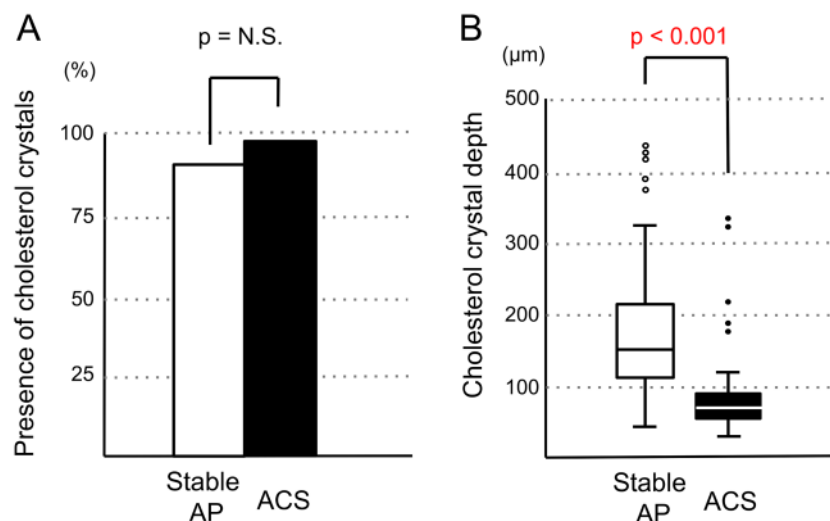 A
p = N.S.
(%)
Presence of cholesterol crystals
100
75
50
25
Stable
AP
ACS
B
p < 0.001
(μm)
Cholesterol crystal depth
500
400
300
200
100
Stable
AP
ACS